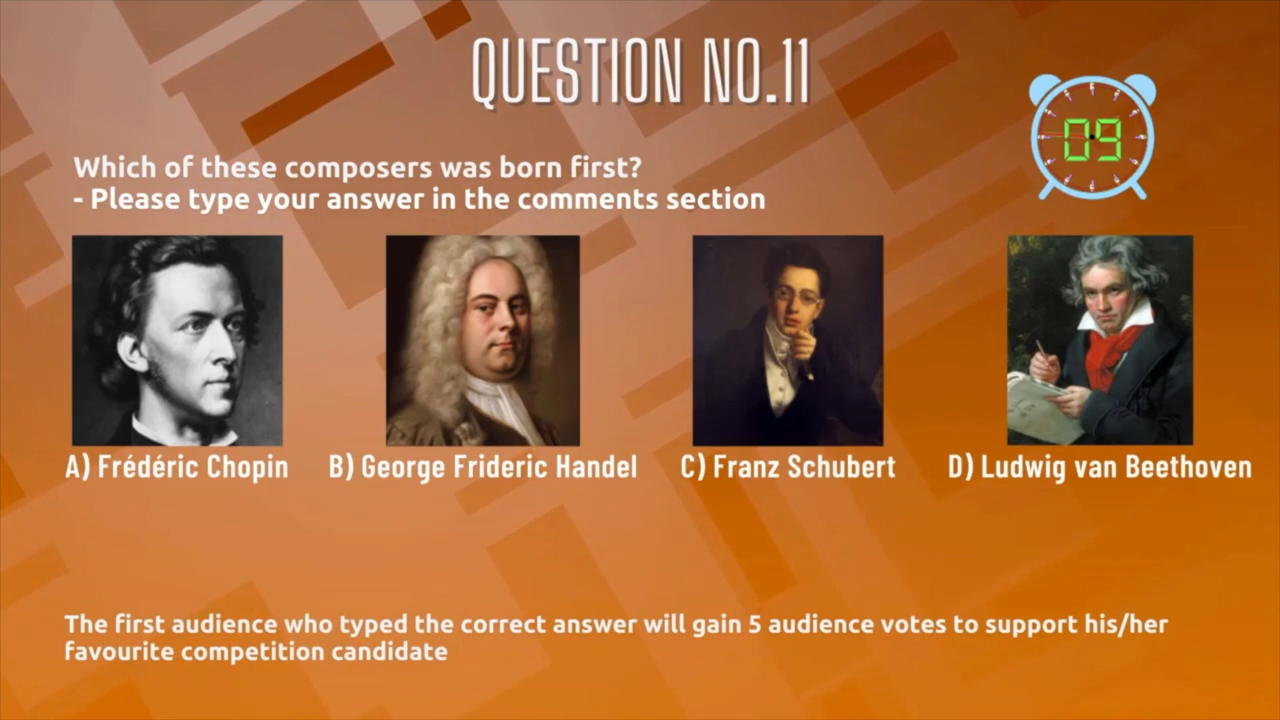 QUESTION NO.11
09
Which of these composers was born first?
- Please type your answer in the comments section
A) Frédéric Chopin
B) George Frideric Handel
C) Franz Schubert
D) Ludwig van Beethoven
The first audience who typed the correct answer will gain 5 audience votes to support his/her
favourite competition candidate